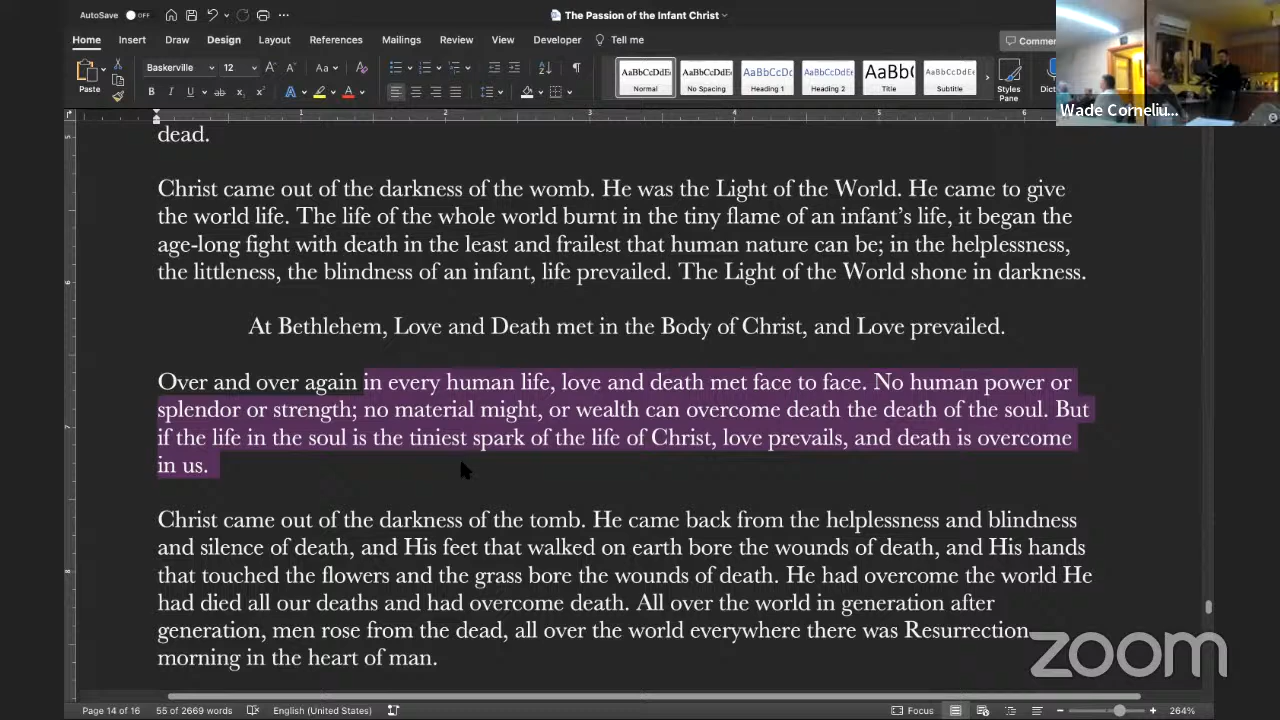 AutoSave OFF
The Passion of the Infant Christ
Home Insert Draw Design Layout References Mailings Review View Developer Tell me
Paste
Baskerville 12
AaBbCcDdEe AaBbCcDdEe AaBbCcDc AaBbCcDdEe AaBb( AaBbCcDdEe
Normal No Spacing Heading 1 Heading 2 Title Subtitle
Styles
Pane
Wade Corneliu...
dead.
Christ came out of the darkness of the womb. He was the Light of the World. He came to give
the world life. The life of the whole world burnt in the tiny flame of an infant’s life, it began the
age-long fight with death in the least and frailest that human nature can be; in the helplessness,
the littleness, the blindness of an infant, life prevailed. The Light of the World shone in darkness.
At Bethlehem, Love and Death met in the Body of Christ, and Love prevailed.
Over and over again in every human life, love and death met face to face. No human power or
splendor or strength; no material might, or wealth can overcome death the death of the soul. But
if the life in the soul is the tiniest spark of the life of Christ, love prevails, and death is overcome
in us.
Christ came out of the darkness of the tomb. He came back from the helplessness and blindness
and silence of death, and His feet that walked on earth bore the wounds of death, and His hands
that touched the flowers and the grass bore the wounds of death. He had overcome the world He
had died all our deaths and had overcome death. All over the world in generation after
generation, men rose from the dead, all over the world everywhere there was Resurrection
morning in the heart of man.
zoom
Page 14 of 16 55 of 2669 words English (United States) Focus 264%